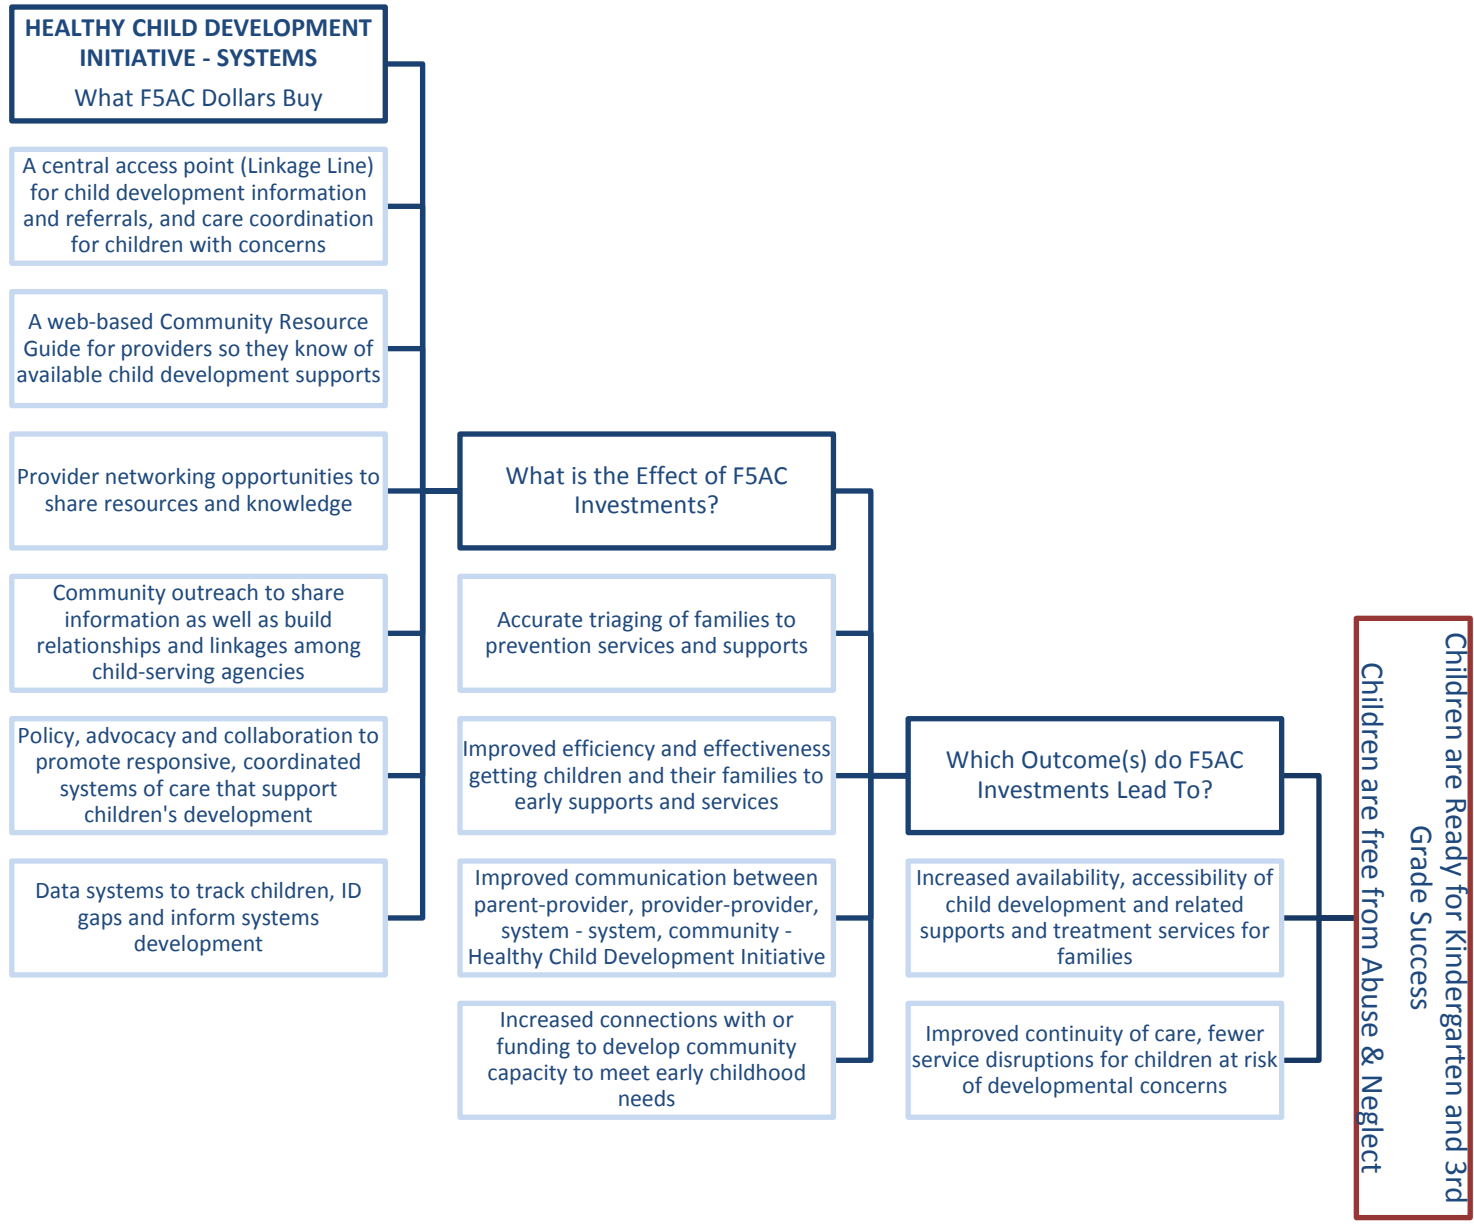 HEALTHY CHILD DEVELOPMENT
INITIATIVE - SYSTEMS
What F5AC Dollars Buy
A central access point (Linkage Line)
for child development information
and referrals, and care coordination
for children with concerns
A web-based Community Resource
Guide for providers so they know of
available child development supports
Provider networking opportunities to
share resources and knowledge
Community outreach to share
information as well as build
relationships and linkages among
child-serving agencies
Policy, advocacy and collaboration to
promote responsive, coordinated
systems of care that support
children's development
Data systems to track children, ID
gaps and inform systems
development
What is the Effect of F5AC
Investments?
Accurate triaging of families to
prevention services and supports
Improved efficiency and effectiveness
getting children and their families to
early supports and services
Improved communication between
parent-provider, provider-provider,
system - system, community -
Healthy Child Development Initiative
Increased connections with or
funding to develop community
capacity to meet early childhood
needs
Which Outcome(s) do F5AC
Investments Lead To?
Increased availability, accessibility of
child development and related
supports and treatment services for
families
Improved continuity of care, fewer
service disruptions for children at risk
of developmental concerns
Children are Ready for Kindergarten and 3rd
Grade Success
Children are free from Abuse & Neglect